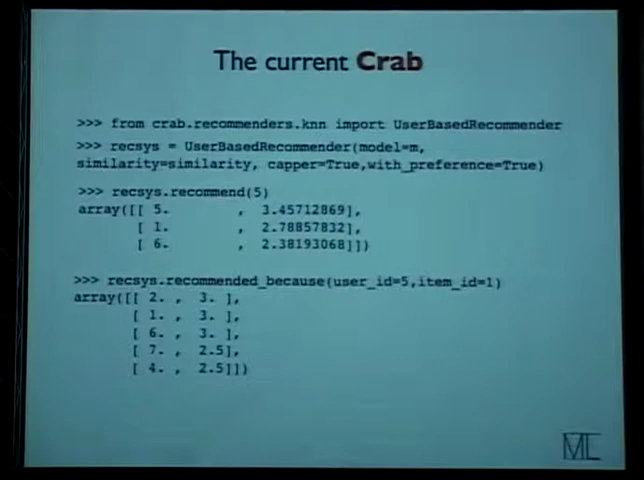 The current Crab
>>> from crab.recommenders.knn import UserBasedRecommender
>>> recsys = UserBasedRecommender(model=m,
similarity=similarity, capper=True,with_preference=True)
>>> recsys.recommend(5)
array([[ 5.        ,  3.45712869],
[ 1.        ,  2.78857832],
[ 6.        ,  2.38193068]])
>>> recsys.recommended_because(user_id=5,item_id=1)
array([[ 2. ,  3. ],
[ 1. ,  3. ],
[ 6. ,  3. ],
[ 7. ,  2.5],
[ 4. ,  2.5]])